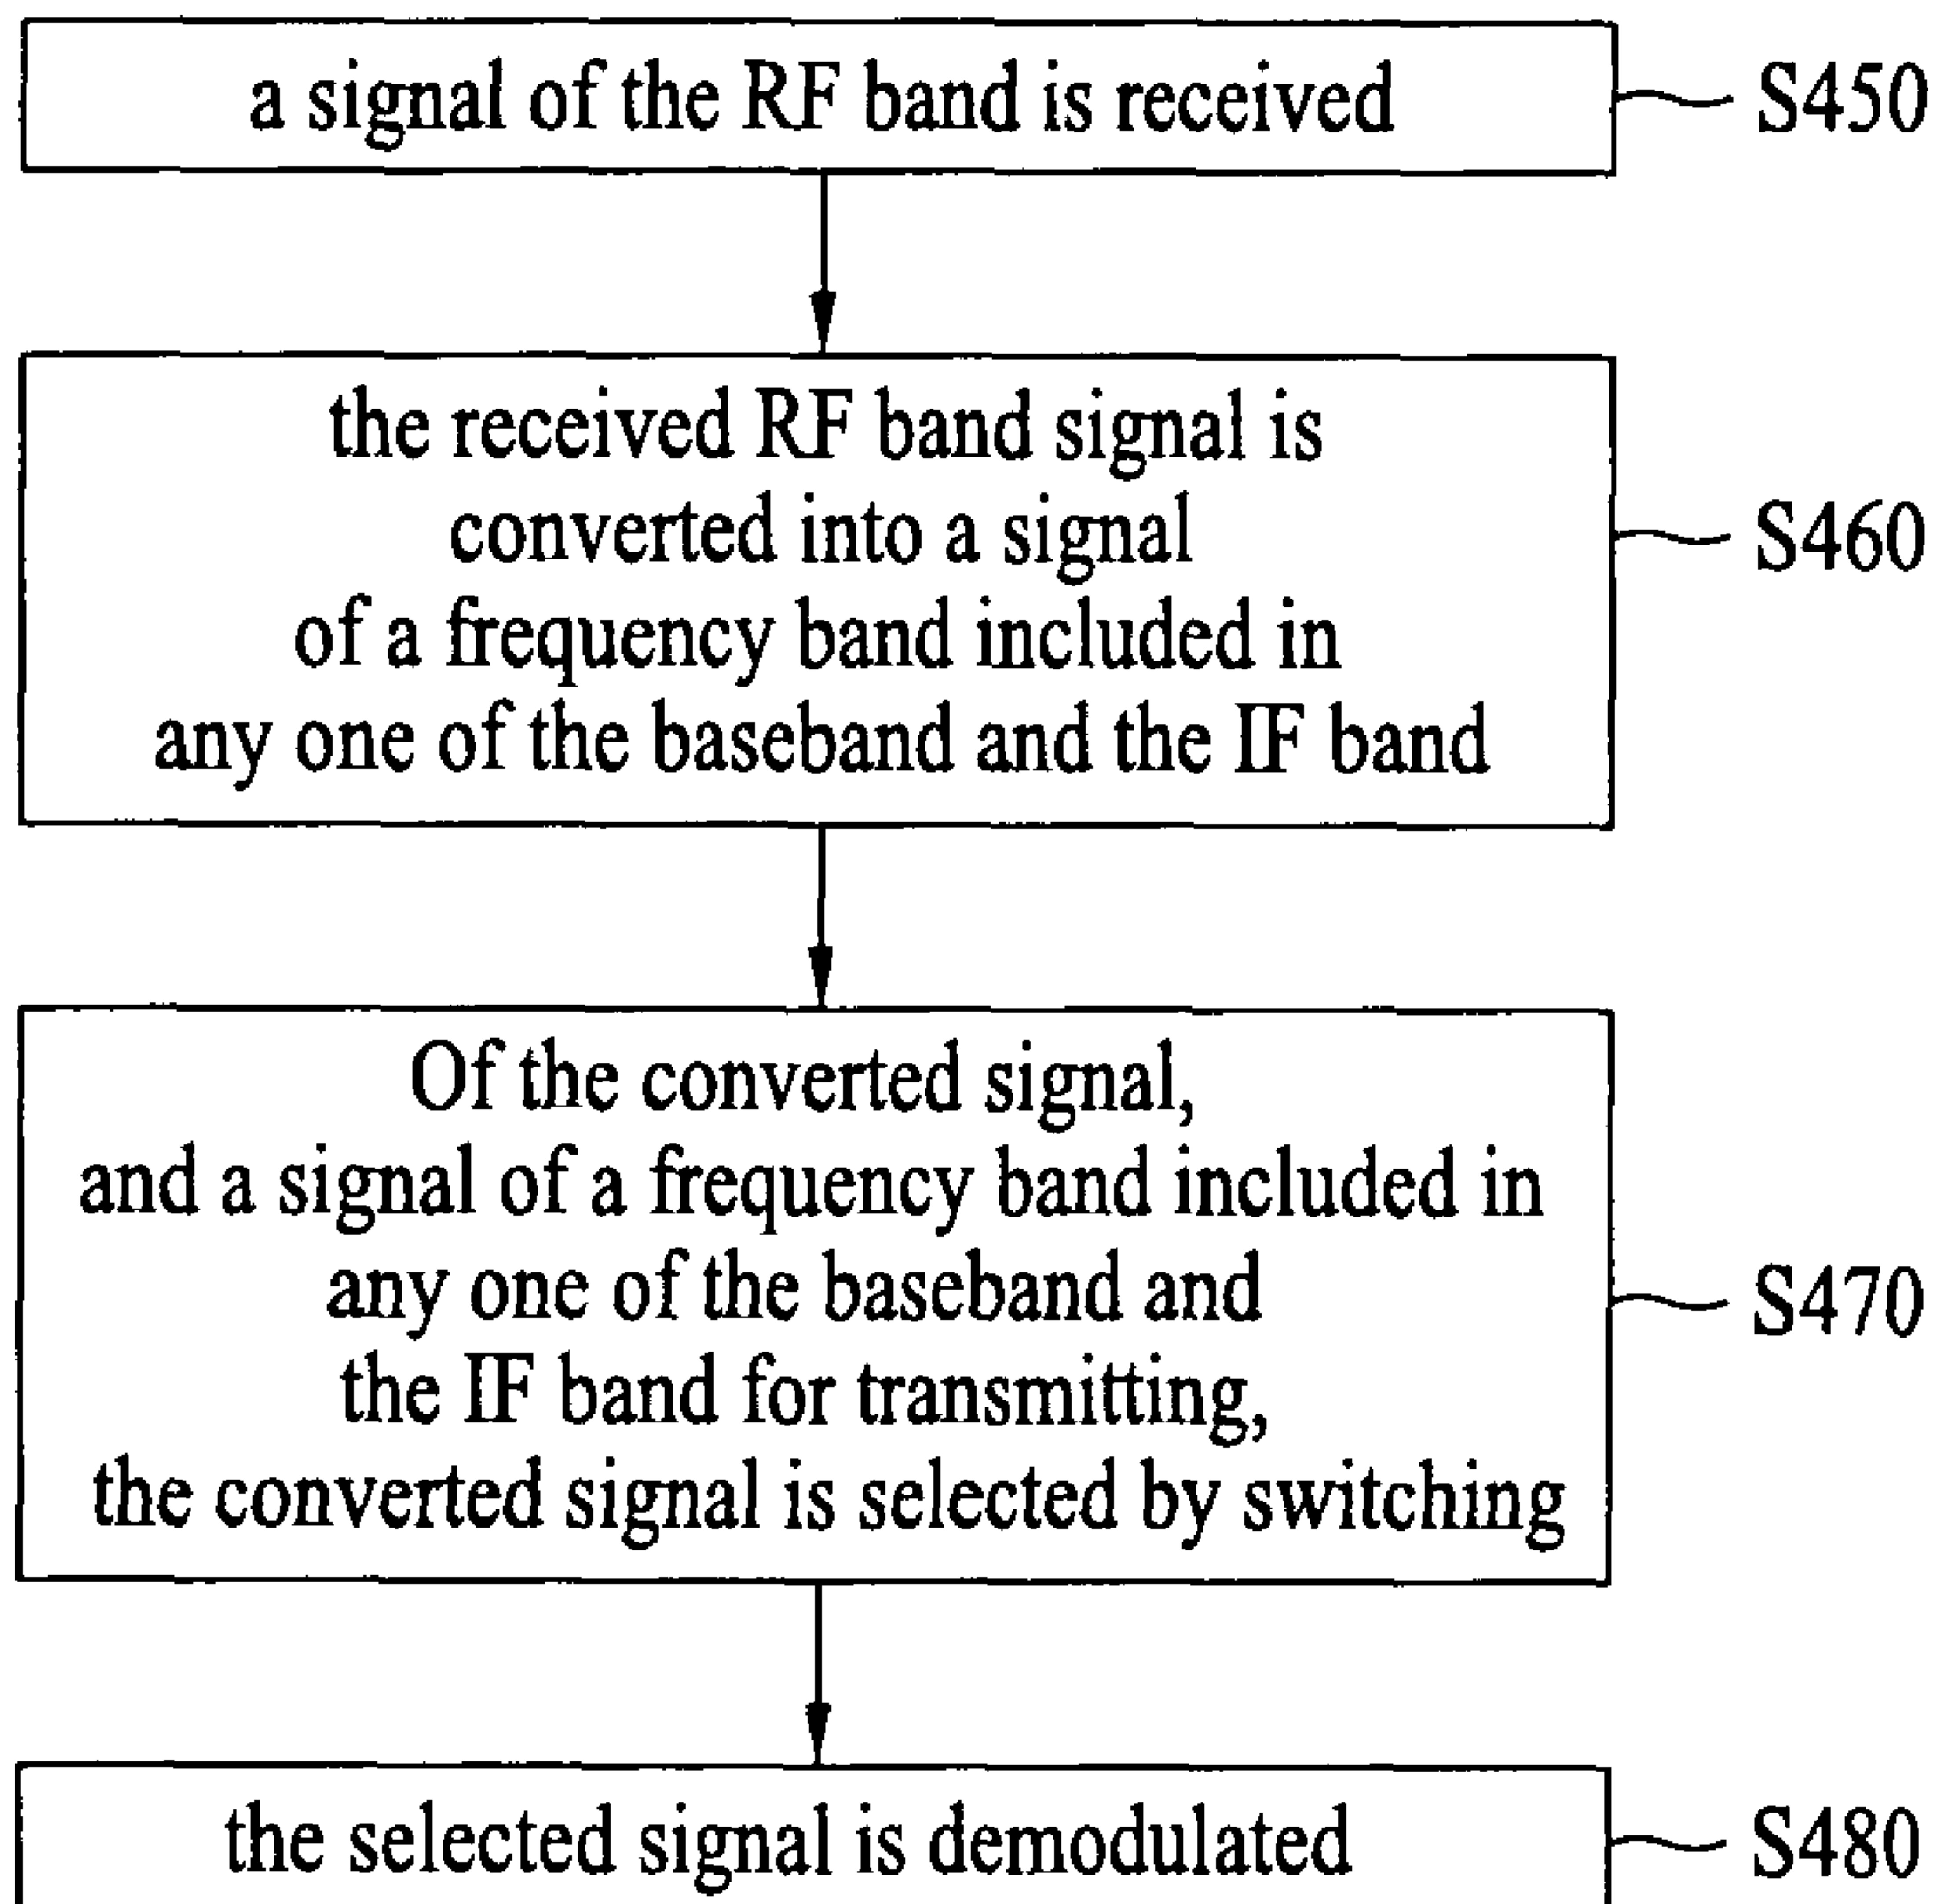 a signal of the RF band is received
S450
the received RF band signal is
converted into a signal
of a frequency band included in
any one of the baseband and the IF band
S460
Of the converted signal,
and a signal of a frequency band included in
any one of the baseband and
the IF band for transmitting,
the converted signal is selected by switching
S470
the selected signal is demodulated
S480